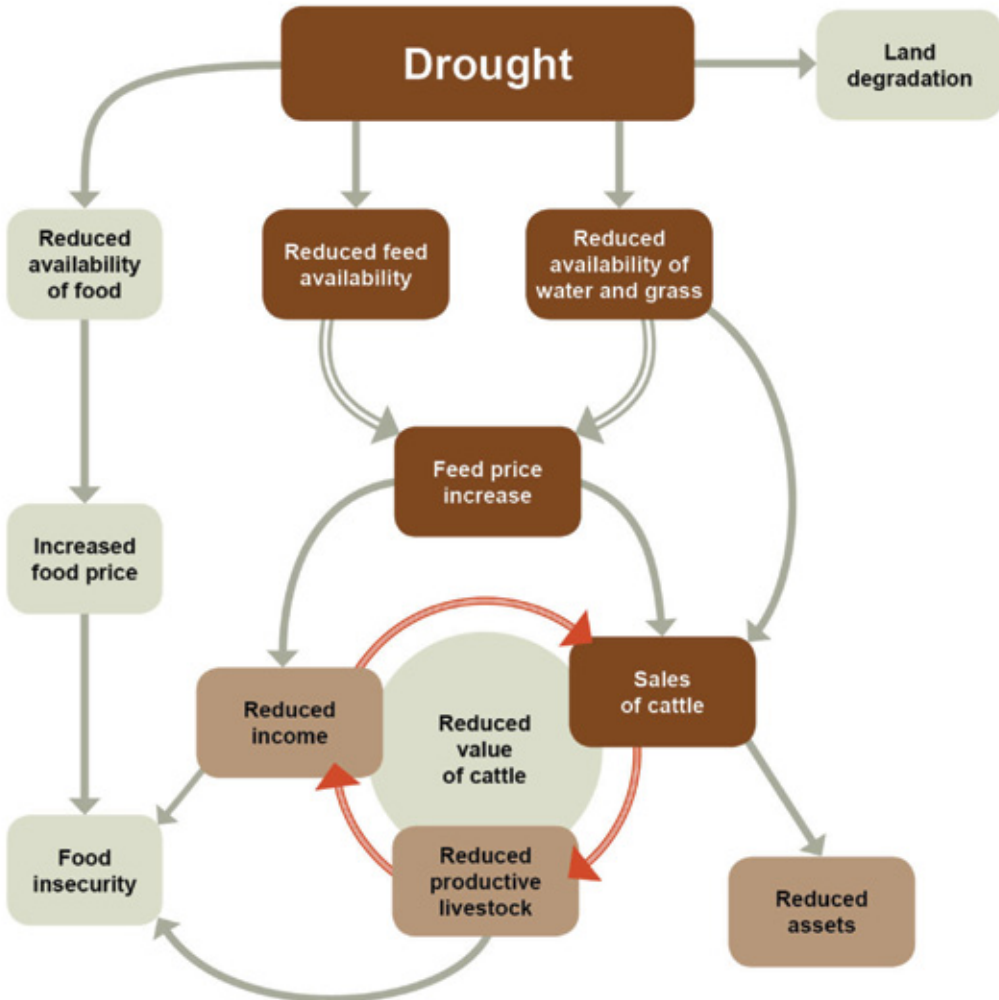 Drought
Land
degradation
Reduced
availability
of food
Reduced feed
availability
Reduced
availability of
water and grass
Feed price
increase
Increased
food price
Reduced
income
Reduced
value
of cattle
Sales
of cattle
Food
insecurity
Reduced
productive
livestock
Reduced
assets